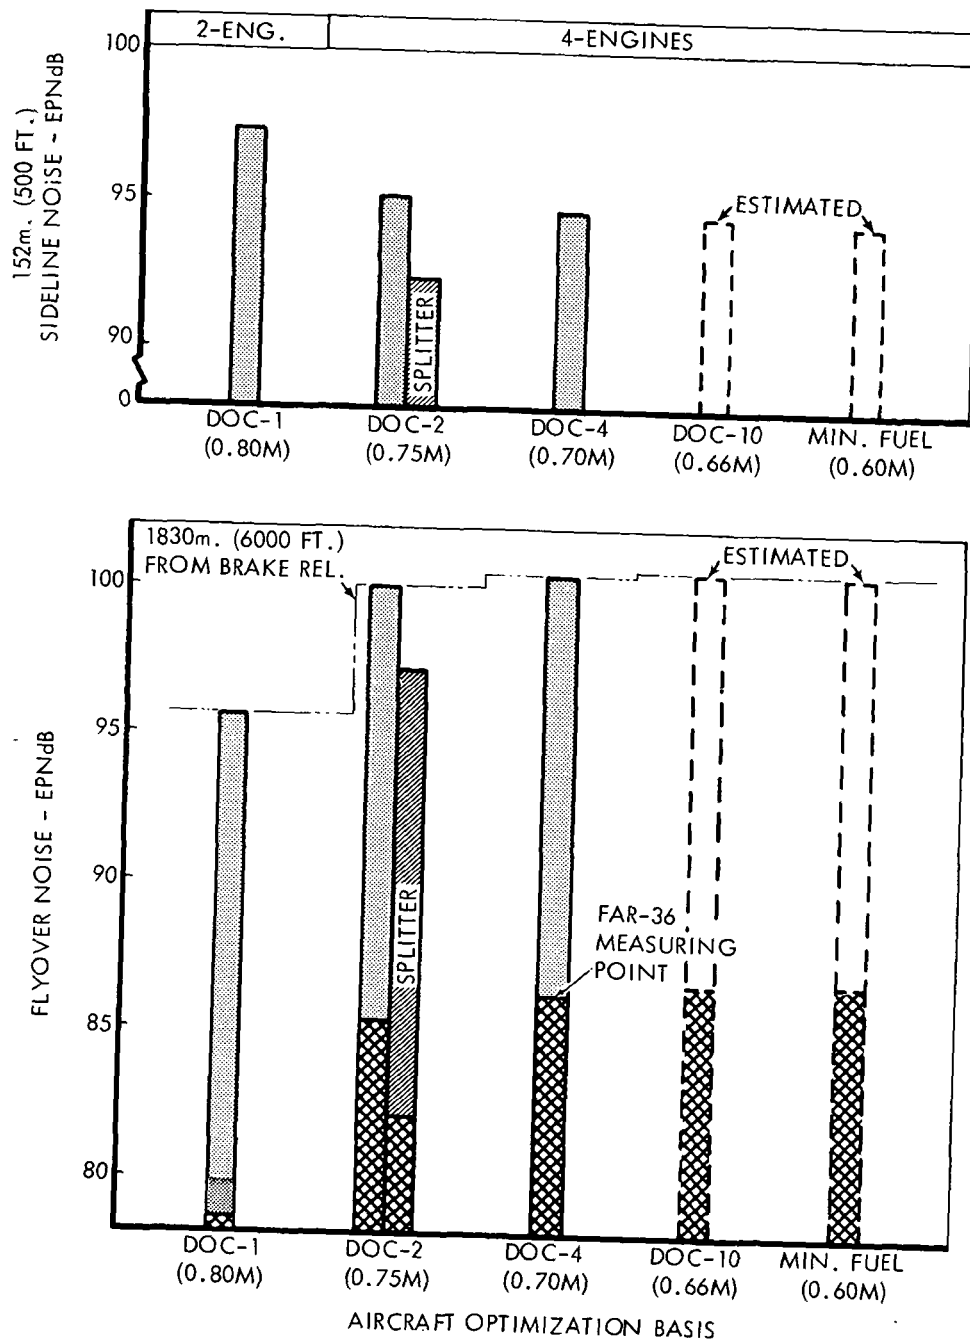 2-ENG.
4-ENGINES
152m. (500 FT.)
SIDELINE NOISE - EPNdB
100
95
90
0
ESTIMATED
SPLITTER
DOC-1
(0.80M)
DOC-2
(0.75M)
DOC-4
(0.70M)
DOC-10
(0.66M)
MIN. FUEL
(0.60M)
1830m. (6000 FT.)
FROM BRAKE REL.
ESTIMATED
FLYOVER NOISE - EPNdB
100
95
90
85
80
SPLITTER
FAR-36
MEASURING
POINT
DOC-1
(0.80M)
DOC-2
(0.75M)
DOC-4
(0.70M)
DOC-10
(0.66M)
MIN. FUEL
(0.60M)
AIRCRAFT OPTIMIZATION BASIS